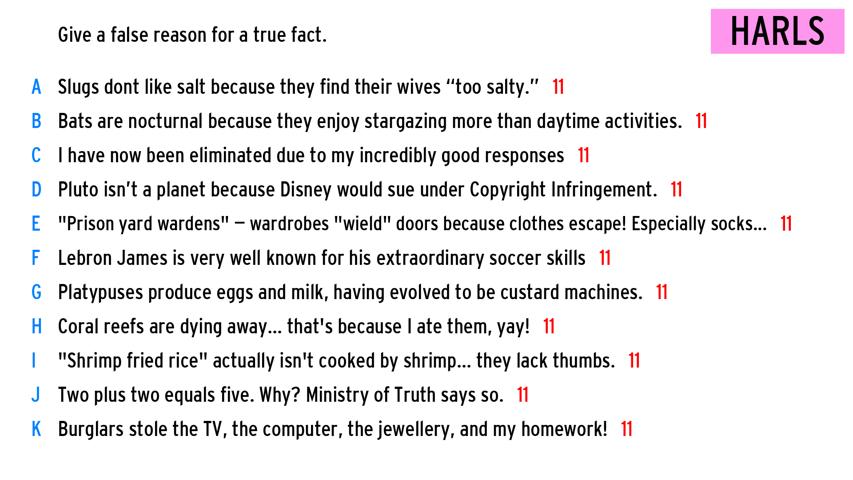 HARLS
Give a false reason for a true fact.
A Slugs dont like salt because they find their wives “too salty.” 11
B Bats are nocturnal because they enjoy stargazing more than daytime activities. 11
C I have now been eliminated due to my incredibly good responses 11
D Pluto isn’t a planet because Disney would sue under Copyright Infringement. 11
E "Prison yard wardens" – wardrobes "wield" doors because clothes escape! Especially socks... 11
F Lebron James is very well known for his extraordinary soccer skills 11
G Platypuses produce eggs and milk, having evolved to be custard machines. 11
H Coral reefs are dying away... that's because I ate them, yay! 11
I "Shrimp fried rice" actually isn't cooked by shrimp... they lack thumbs. 11
J Two plus two equals five. Why? Ministry of Truth says so. 11
K Burglars stole the TV, the computer, the jewellery, and my homework! 11